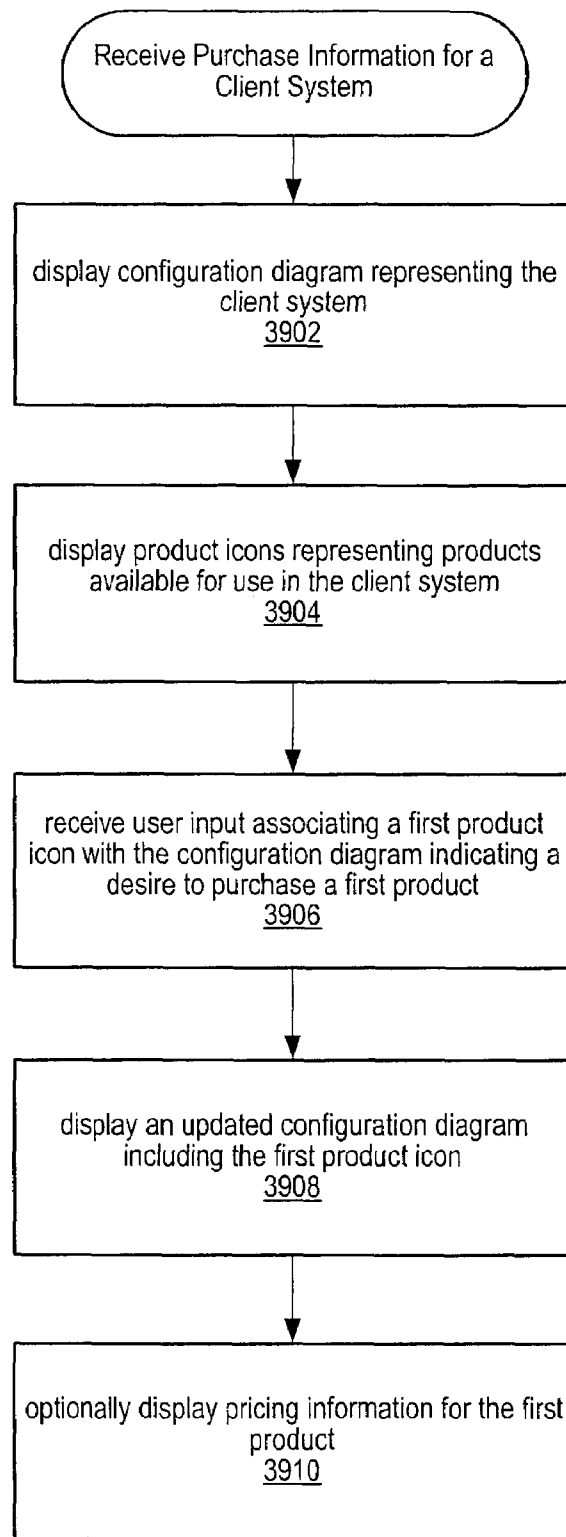 Receive Purchase Information for a
Client System
display configuration diagram representing the
client system
3902
display product icons representing products
available for use in the client system
3904
receive user input associating a first product
icon with the configuration diagram indicating a
desire to purchase a first product
3906
display an updated configuration diagram
including the first product icon
3908
optionally display pricing information for the first
product
3910